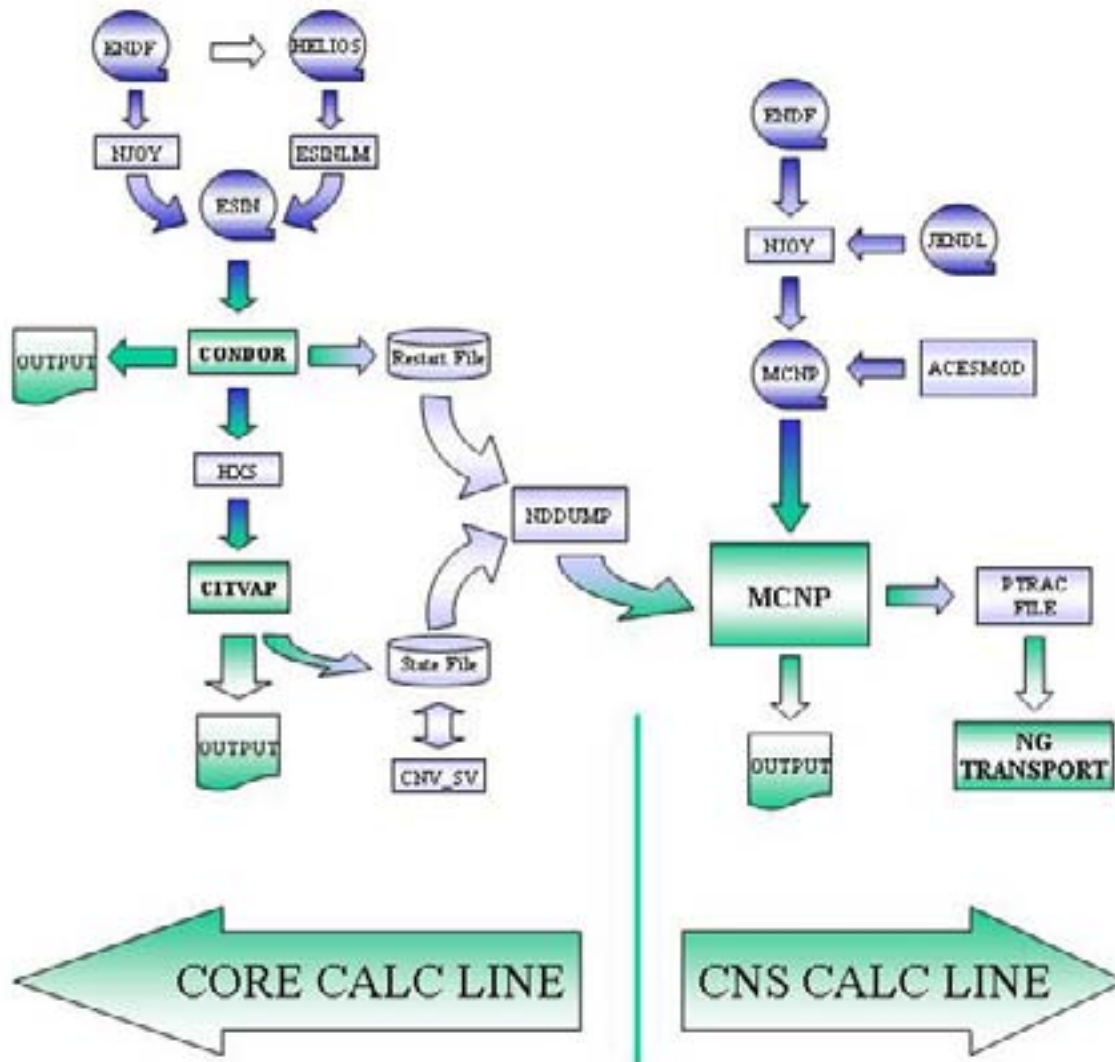 ENDF
HELIOS
NJOY
ESINLM
ESIN
OUTPUT
CONDOR
Restart File
HXS
CITVAP
State File
OUTPUT
CNV_SV
NDDUMP
ENDF
NJOY
JENDL
MCNP
ACESMOD
MCNP
PTRAC
FILE
OUTPUT
NG
TRANSPORT
CORE CALC LINE
CNS CALC LINE